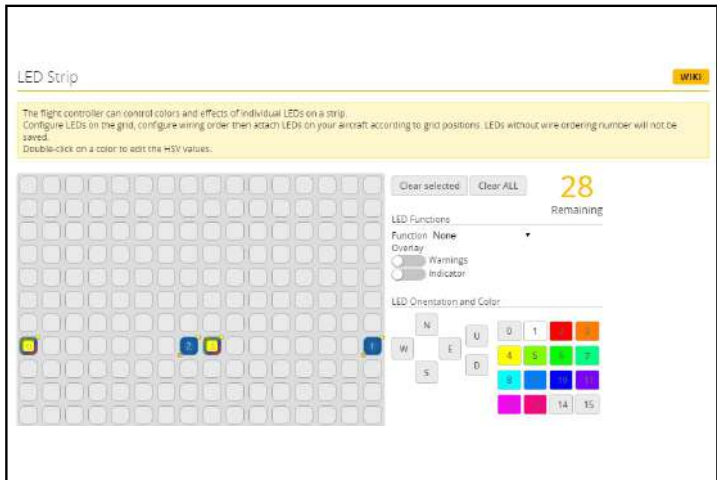 LED Strip
WIKI
The flight controller can control colors and effects of individual LEDs on a strip.
Configure LEDs on the grid, configure wiring order then attach LEDs on your aircraft according to grid positions. LEDs without wire ordering number will not be
saved.
Double-click on a color to edit the HSV values.
Clear selected Clear ALL 28
Remaining
LED Functions
Function None
Overlay
Warnings
Indicator
LED Orientation and Color
N
W E U
S D
0 1 2 3
4 5 6 7
8 10 11
14 15
2 1